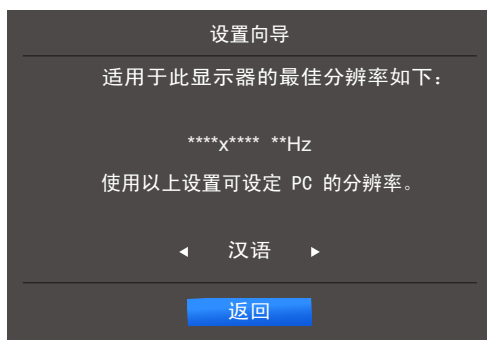 设置向导
适用于此显示器的最佳分辨率如下：
****x**** **Hz
使用以上设置可设定 PC 的分辨率。
汉语
返回